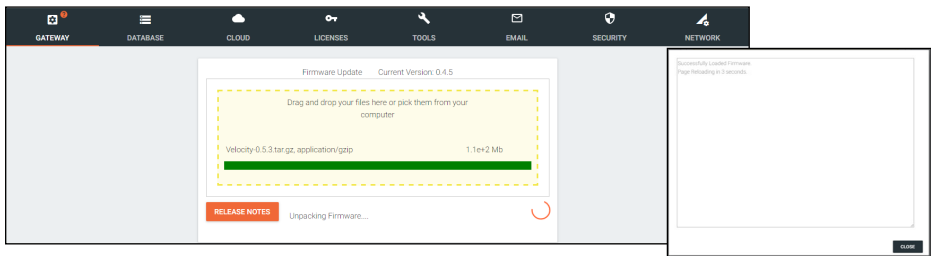 GATEWAY DATABASE CLOUD LICENSES TOOLS EMAIL SECURITY NETWORK
Firmware Update Current Version: 0.4.5
Drag and drop your files here or pick them from your
computer
Velocity-0.5.3.tar.gz, application/gzip 1.1e+2 Mb
RELEASE NOTES Unpacking Firmware...
Successfully Loaded Firmware.
Page Reloading in 3 seconds.
CLOSE